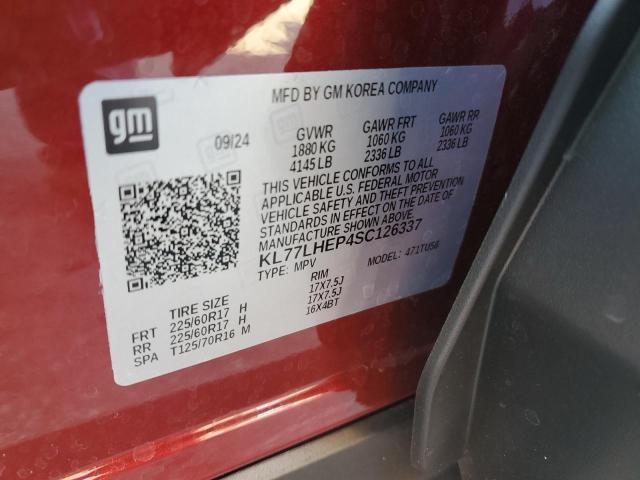 MFD BY GM KOREA COMPANY
gm
09/24
GVWR GAWR FRT GAWR RR
1880 KG 1060 KG 1060 KG
4145 LB 2336 LB 2336 LB
THIS VEHICLE CONFORMS TO ALL
APPLICABLE U.S. FEDERAL MOTOR
VEHICLE SAFETY AND THEFT PREVENTION
STANDARDS IN EFFECT ON THE DATE OF
MANUFACTURE SHOWN ABOVE.
KL77LHEP4SC126337
TYPE: MPV MODEL: 471TU58
TIRE SIZE RIM
FRT 225/60R17 H 17X7.5J
RR 225/60R17 H 17X7.5J
SPA T125/70R16 M 16X4BT